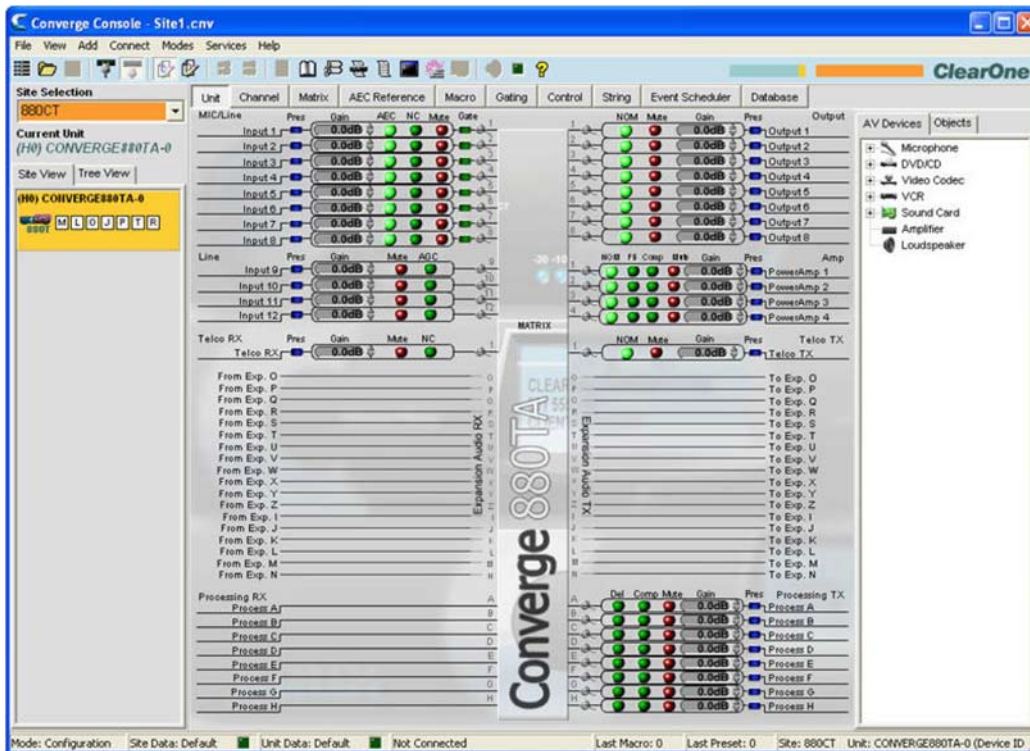 Converge Console - Site1.cnv
File View Add Connect Modes Services Help
ClearOne
Site Selection
880CT
Current Unit
(H0) CONVERGE880TA-0
Site View Tree View
(H0) CONVERGE880TA-0
880T M L O J P T R
Unit Channel Matrix AEC Reference Macro Gating Control String Event Scheduler Database
MIC/Line Pres Gain AEC NC Mute Gate
Input 1 0.0dB 1
Input 2 0.0dB
Input 3 0.0dB
Input 4 0.0dB
Input 5 0.0dB
Input 6 0.0dB
Input 7 0.0dB
Input 8 0.0dB
Line Pres Gain Mute AGC
Input 9 0.0dB 9
Input 10 0.0dB 10
Input 11 0.0dB 11
Input 12 0.0dB 12
Telco RX Pres Gain Mute NC
Telco RX 0.0dB 1
From Exp. O
From Exp. P
From Exp. Q
From Exp. R
From Exp. S
From Exp. T
From Exp. U
From Exp. V
From Exp. W
From Exp. X
From Exp. Y
From Exp. Z
From Exp. I
From Exp. J
From Exp. K
From Exp. L
From Exp. M
From Exp. N
Expansion Audio RX
Processing RX
Process A A
Process B B
Process C C
Process D D
Process E E
Process F F
Process G G
Process H H
-30 -10
MATRIX
Converge 880TA
NOM Mute Gain Pres Output
1 0.0dB Output 1
0.0dB Output 2
0.0dB Output 3
0.0dB Output 4
0.0dB Output 5
0.0dB Output 6
0.0dB Output 7
0.0dB Output 8
NOM Fil Comp Mute Gain Pres Amp
1 0.0dB PowerAmp 1
2 0.0dB PowerAmp 2
3 0.0dB PowerAmp 3
4 0.0dB PowerAmp 4
NOM Mute Gain Pres Telco TX
1 0.0dB Telco TX
Expansion Audio TX
To Exp. O
To Exp. P
To Exp. Q
To Exp. R
To Exp. S
To Exp. T
To Exp. U
To Exp. V
To Exp. W
To Exp. X
To Exp. Y
To Exp. Z
To Exp. I
To Exp. J
To Exp. K
To Exp. L
To Exp. M
To Exp. N
Del Comp Mute Gain Pres Processing TX
A 0.0dB Process A
B 0.0dB Process B
C 0.0dB Process C
D 0.0dB Process D
E 0.0dB Process E
F 0.0dB Process F
G 0.0dB Process G
H 0.0dB Process H
AV Devices Objects
Microphone
DVD/CD
Video Codec
VCR
Sound Card
Amplifier
Loudspeaker
Mode: Configuration Site Data: Default Unit Data: Default Not Connected Last Macro: 0 Last Preset: 0 Site: 880CT Unit: CONVERGE880TA-0 (Device ID: